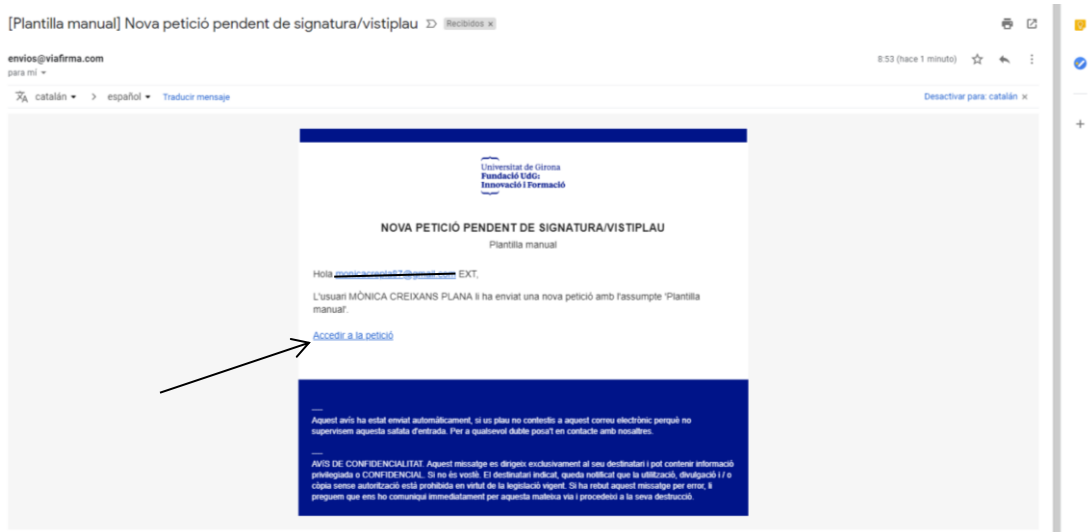 [Plantilla manual] Nova petició pendent de signatura/vistiplau Recibidos x
envios@viafirma.com 8:53 (hace 1 minuto)
para mí
catalán > español Traducir mensaje Desactivar para: catalán x
Universitat de Girona
Fundació UdG:
Innovació i Formació
NOVA PETICIÓ PENDENT DE SIGNATURA/VISTIPLAU
Plantilla manual
Hola EXT,
L'usuari MÒNICA CREIXANS PLANA li ha enviat una nova petició amb l'assumpte 'Plantilla
manual'.
Accedir a la petició
Aquest avís ha estat enviat automàticament, si us plau no contestis a aquest correu electrònic perquè no
supervisem aquesta safata d'entrada. Per a qualsevol dubte posa't en contacte amb nosaltres.
AVÍS DE CONFIDENCIALITAT. Aquest missatge es dirigeix exclusivament al seu destinatari i pot contenir informació
privilegiada o CONFIDENCIAL. Si no és vostè. El destinatari indicat, queda notificat que la utilització, divulgació i / o
còpia sense autorització està prohibida en virtut de la legislació vigent. Si ha rebut aquest missatge per error, li
preguem que ens ho comuniqui immediatament per aquesta mateixa via i procedeixi a la seva destrucció.